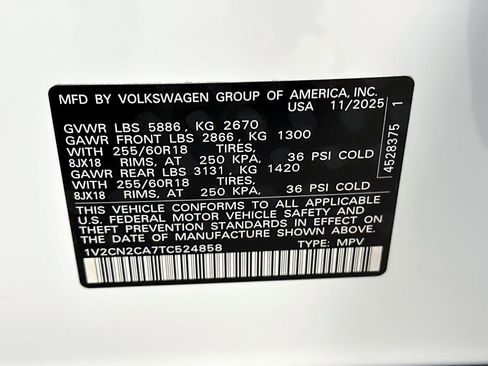 MFD BY VOLKSWAGEN GROUP OF AMERICA, INC.
USA 11/2025
GVWR LBS 5886, KG 2670
GAWR FRONT LBS 2866, KG 1300
WITH 255/60R18 TIRES,
8JX18 RIMS, AT 250 KPA, 36 PSI COLD
GAWR REAR LBS 3131, KG 1420
WITH 255/60R18 TIRES,
8JX18 RIMS, AT 250 KPA, 36 PSI COLD
THIS VEHICLE CONFORMS TO ALL APPLICABLE
U.S. FEDERAL MOTOR VEHICLE SAFETY AND
THEFT PREVENTION STANDARDS IN EFFECT ON
THE DATE OF MANUFACTURE SHOWN ABOVE.
1V2CN2CA7TC524858 TYPE: MPV
4528375 1